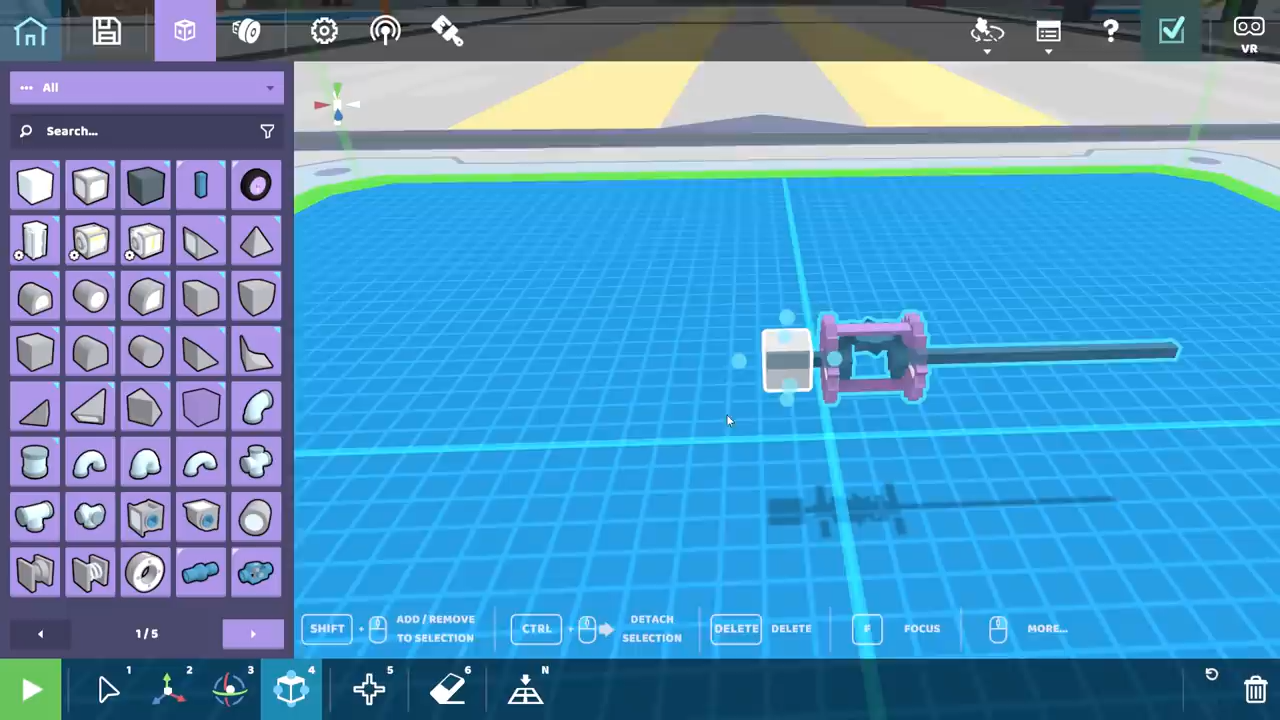 VR
All
Search...
1/5
SHIFT
+
ADD / REMOVE
TO SELECTION
CTRL
+
DETACH
SELECTION
DELETE
DELETE
F
FOCUS
MORE...
1
2
3
4
5
6
N